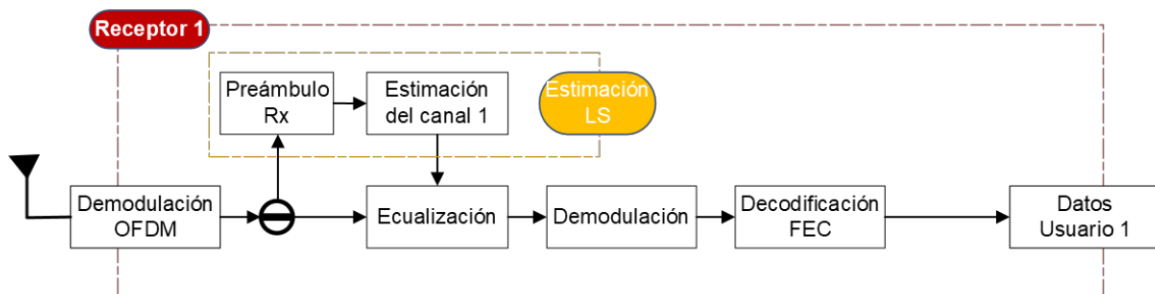 Receptor 1
Preámbulo
Rx
Estimación
del canal 1
Estimación
LS
Demodulación
OFDM
Ecualización
Demodulación
Decodificación
FEC
Datos
Usuario 1